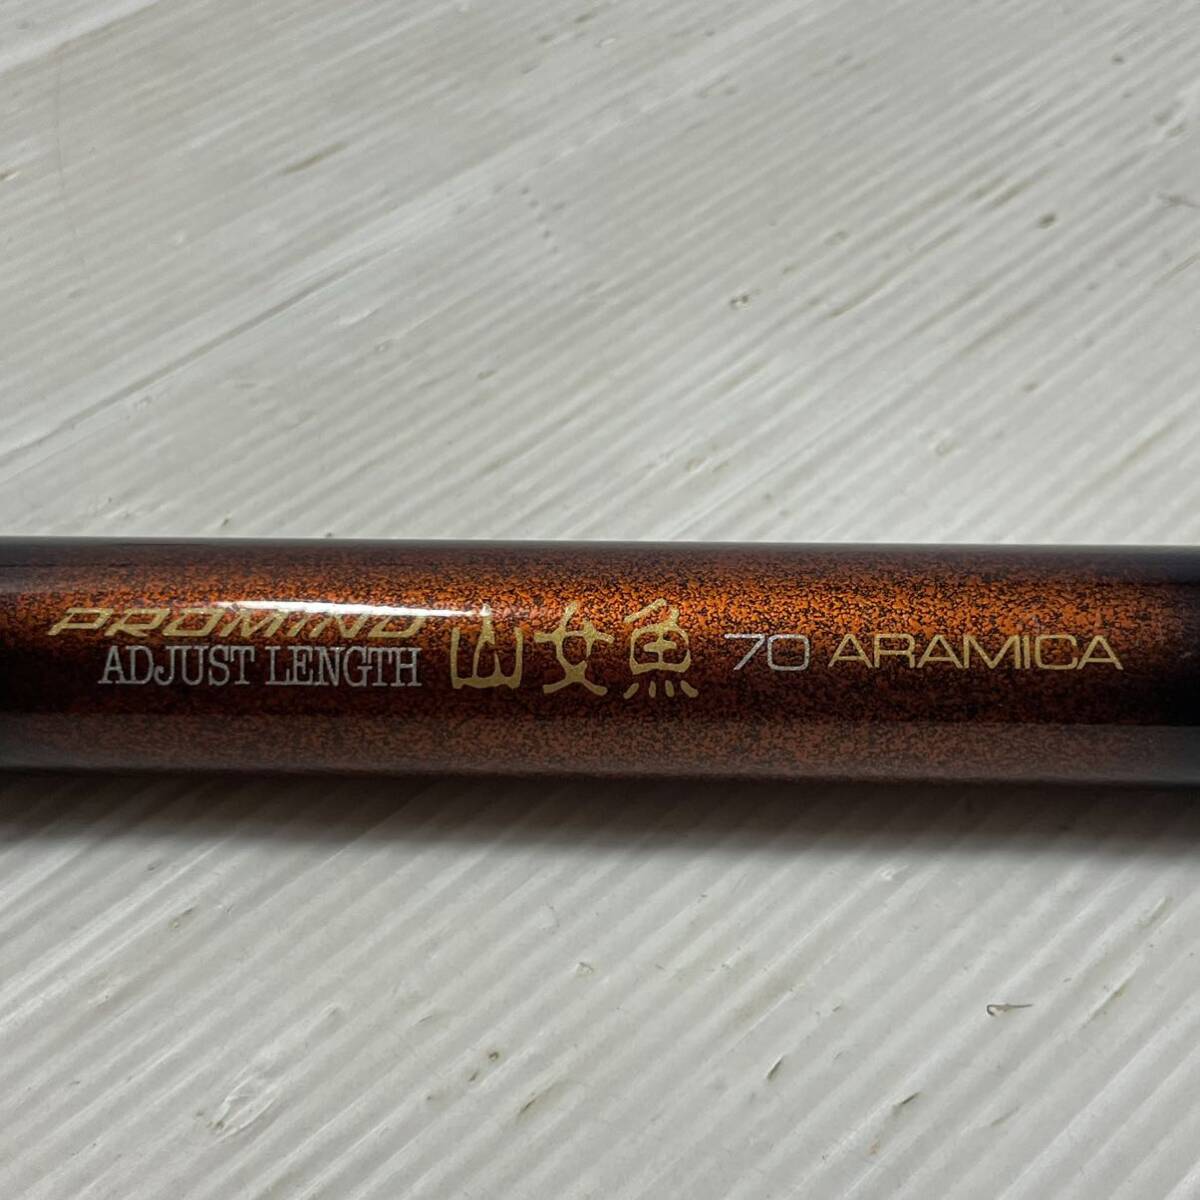 PROMIND
ADJUST LENGTH
山女魚 70 ARAMICA